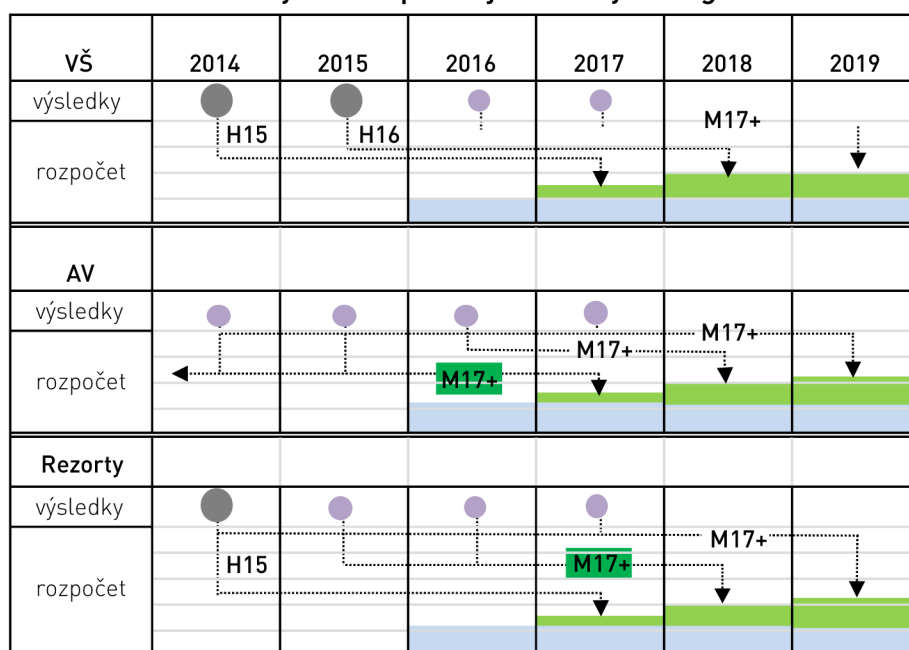 VŠ 2014 2015 2016 2017 2018 2019
výsledky
H15 H16 M17+
rozpočet
AV
výsledky
M17+
M17+
rozpočet M17+
Rezorty
výsledky
M17+
H15 M17+
rozpočet